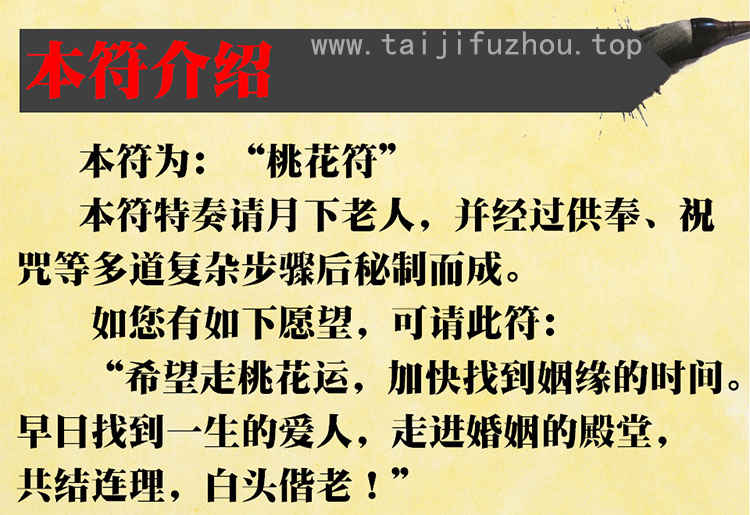 www.taijifuzhou.top
本符介绍
本符为：“桃花符”
本符特奏请月下老人，并经过供奉、祝
咒等多道复杂步骤后秘制而成。
如您有如下愿望，可请此符：
“希望走桃花运，加快找到姻缘的时间。
早日找到一生的爱人，走进婚姻的殿堂，
共结连理，白头偕老！”